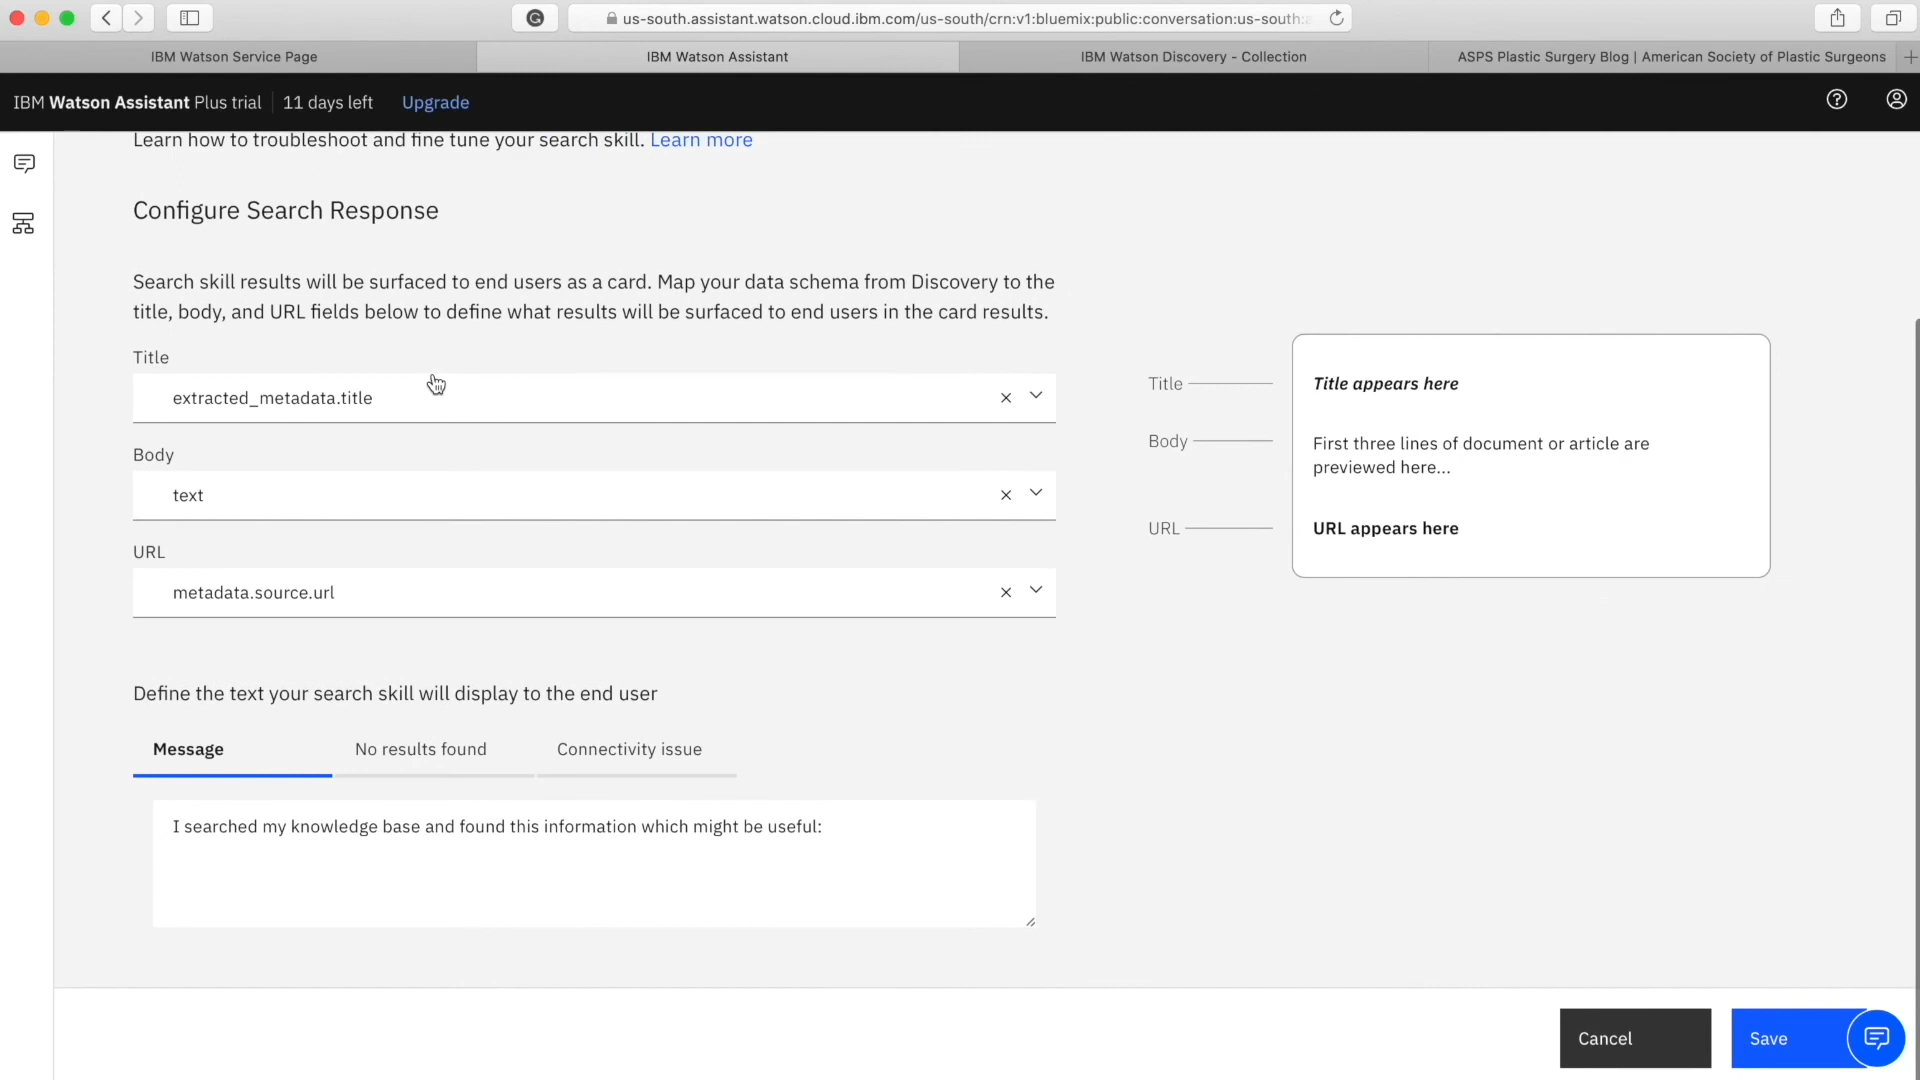 us-south.assistant.watson.cloud.ibm.com/us-south/crn:v1:bluemix:public:conversation:us-south:
IBM Watson Service Page
IBM Watson Assistant
IBM Watson Discovery - Collection
ASPS Plastic Surgery Blog | American Society of Plastic Surgeons
IBM Watson Assistant Plus trial
11 days left
Upgrade
Learn how to troubleshoot and fine tune your search skill. Learn more
Configure Search Response
Search skill results will be surfaced to end users as a card. Map your data schema from Discovery to the
title, body, and URL fields below to define what results will be surfaced to end users in the card results.
Title
extracted_metadata.title
Body
text
URL
metadata.source.url
Title
Title appears here
Body
First three lines of document or article are
previewed here...
URL
URL appears here
Define the text your search skill will display to the end user
Message
No results found
Connectivity issue
I searched my knowledge base and found this information which might be useful:
Cancel
Save